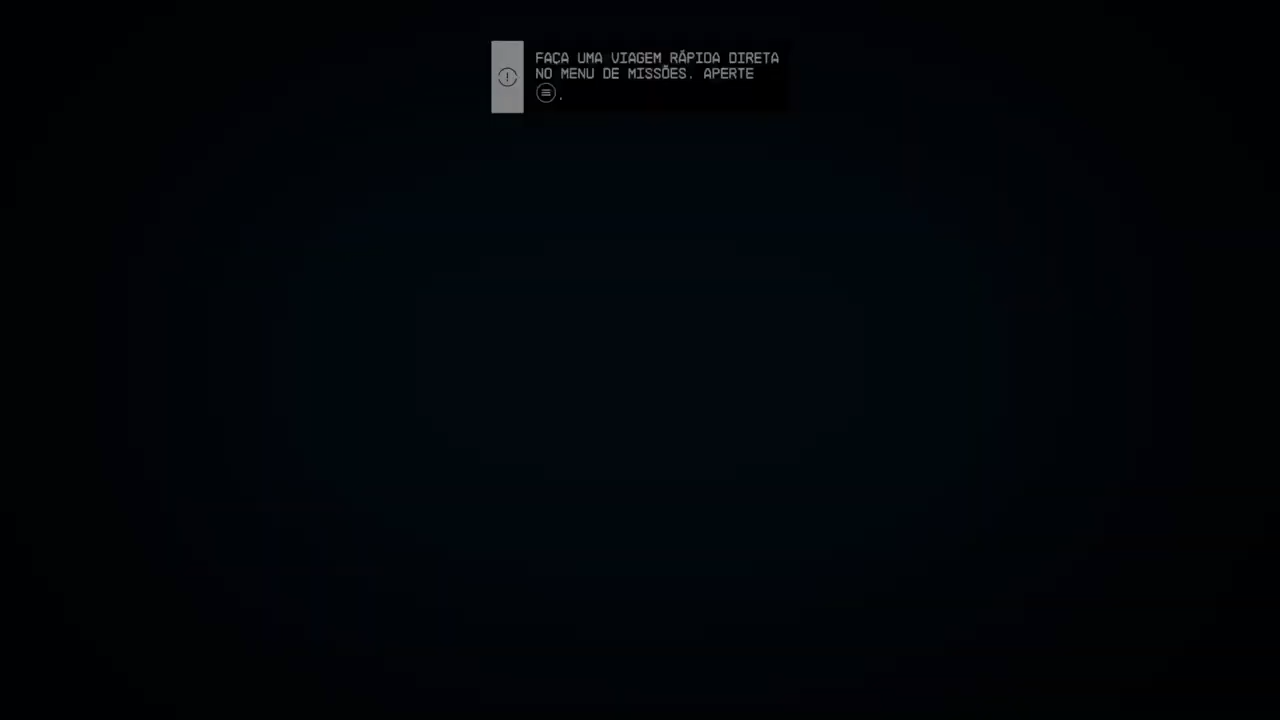 FAÇA UMA VIAGEM RÁPIDA DIRETA
NO MENU DE MISSÕES. APERTE
.